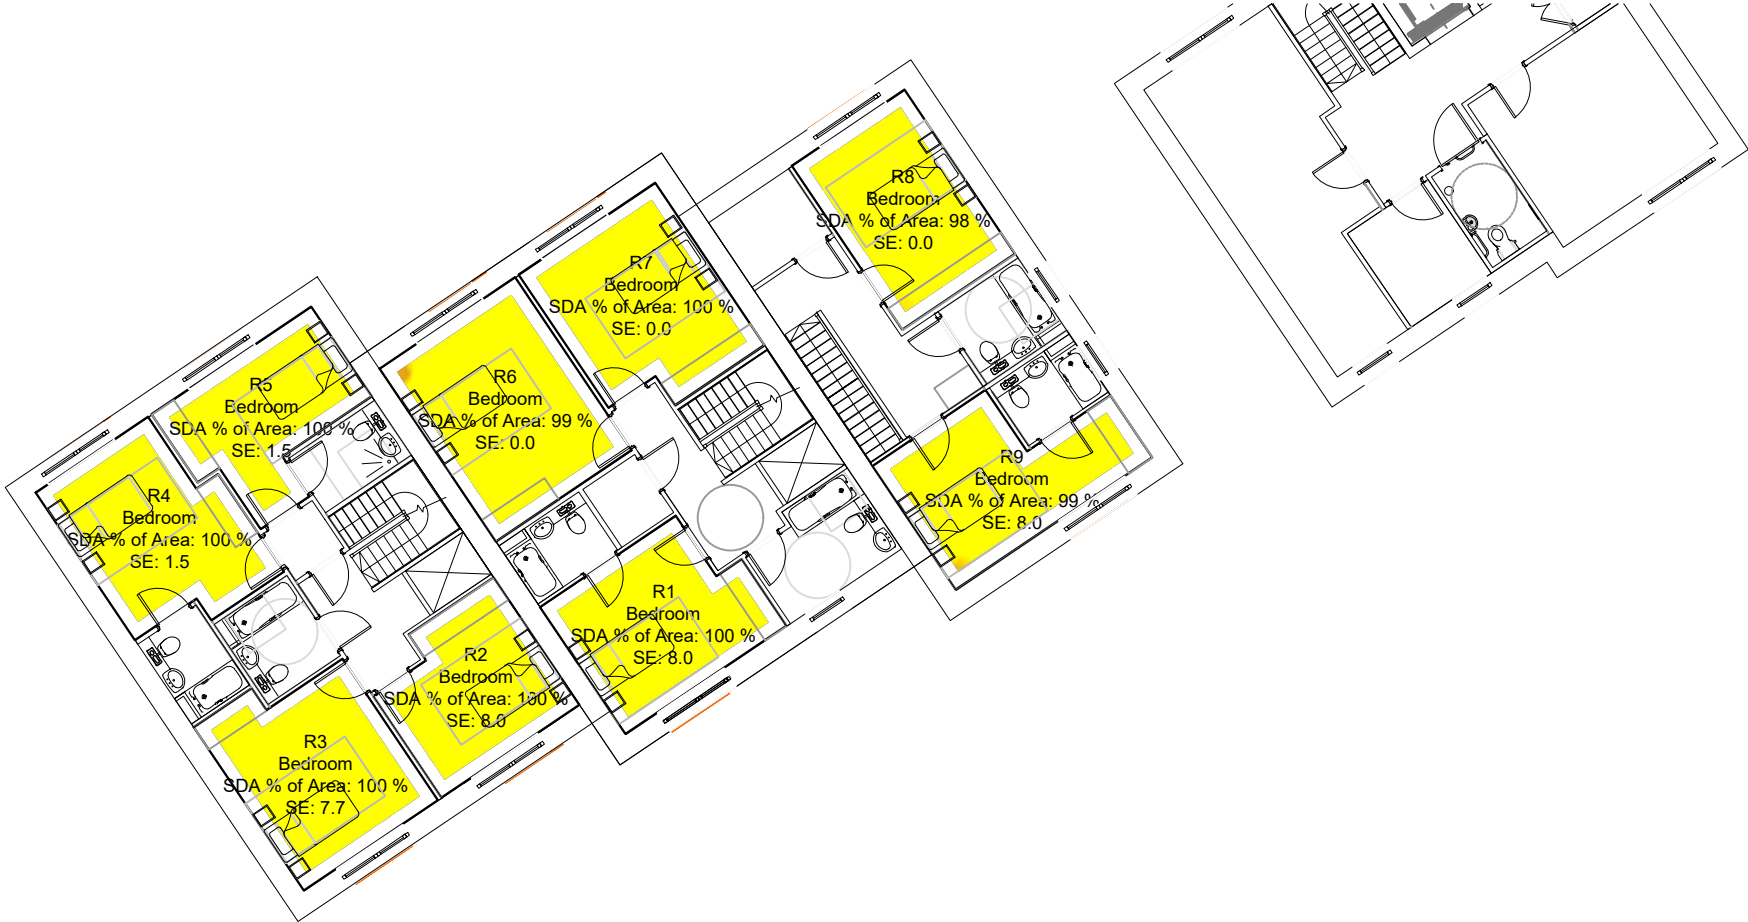 R8
Bedroom
SDA % of Area: 98 %
SE: 0.0
R7
Bedroom
SDA % of Area: 100 %
SE: 0.0
R6
Bedroom
SDA % of Area: 99 %
SE: 0.0
R5
Bedroom
SDA % of Area: 100 %
SE: 1.5
R4
Bedroom
SDA % of Area: 100 %
SE: 1.5
R9
Bedroom
SDA % of Area: 99 %
SE: 8.0
R1
Bedroom
SDA % of Area: 100 %
SE: 8.0
R2
Bedroom
SDA % of Area: 100 %
SE: 8.0
R3
Bedroom
SDA % of Area: 100 %
SE: 7.7